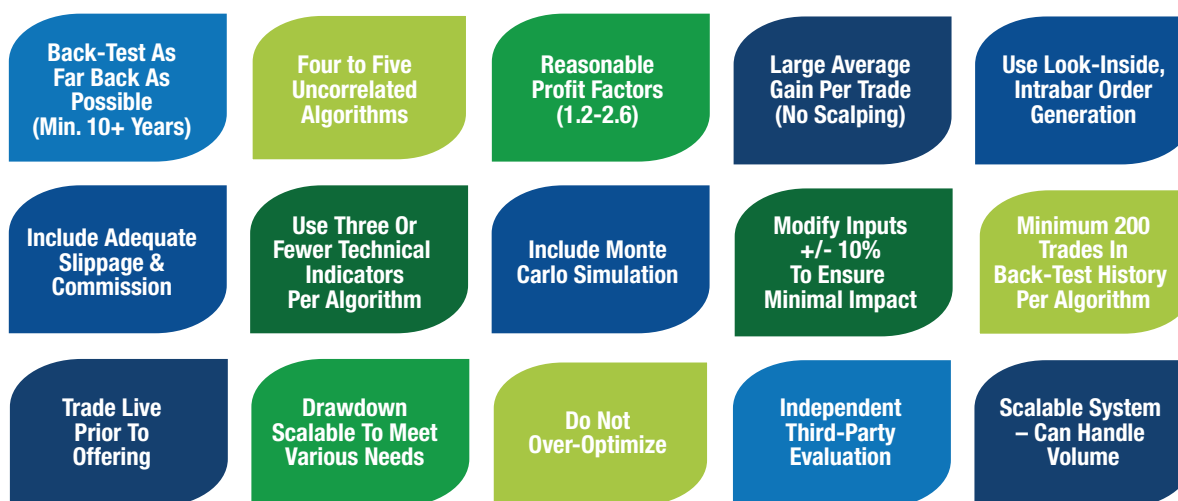 Back-Test As
Far Back As
Possible
(Min. 10+ Years)
Four to Five
Uncorrelated
Algorithms
Reasonable
Profit Factors
(1.2-2.6)
Large Average
Gain Per Trade
(No Scalping)
Use Look-Inside,
Intrabar Order
Generation
Include Adequate
Slippage &
Commission
Use Three Or
Fewer Technical
Indicators
Per Algorithm
Include Monte
Carlo Simulation
Modify Inputs
+/- 10%
To Ensure
Minimal Impact
Minimum 200
Trades In
Back-Test History
Per Algorithm
Trade Live
Prior To
Offering
Drawdown
Scalable To Meet
Various Needs
Do Not
Over-Optimize
Independent
Third-Party
Evaluation
Scalable System
– Can Handle
Volume